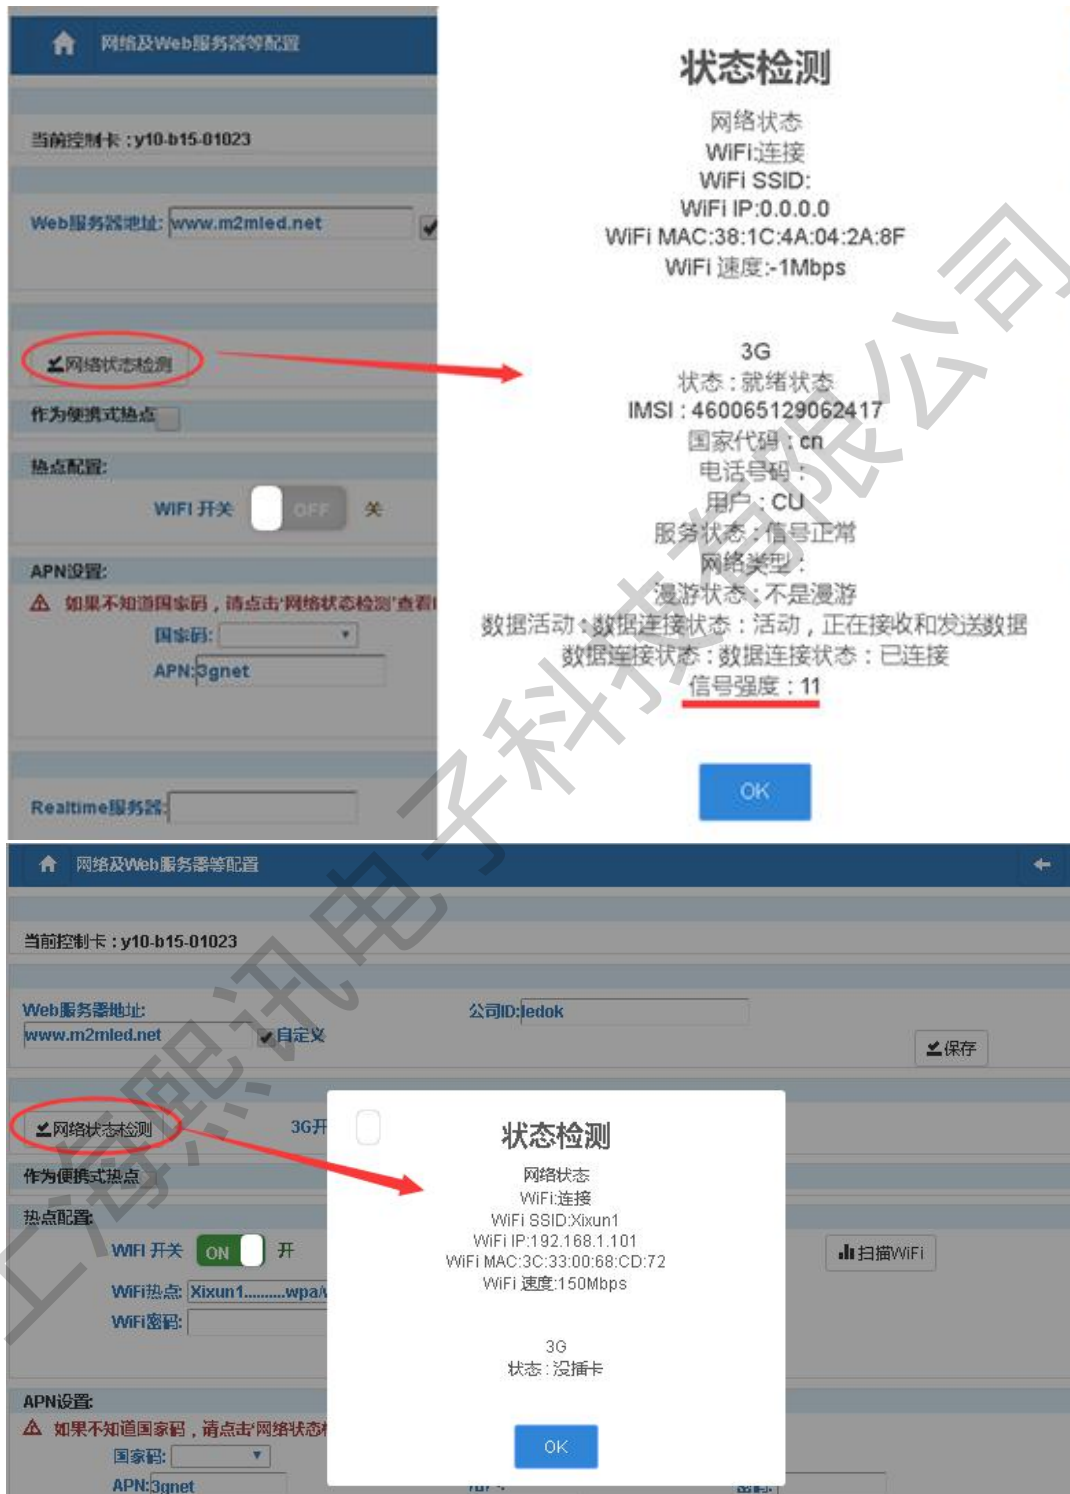 网络及Web服务器等配置
当前控制卡：y10-b15-01023
Web服务器地址: www.m2mled.net
网络状态检测
作为便携式热点
热点配置:
WIFI 开关 OFF 关
APN设置:
如果不知道国家码，请点击'网络状态检测'查看
国家码:
APN:3gnet
Realtime服务器:
状态检测
网络状态
WiFi:连接
WiFi SSID:
WiFi IP:0.0.0.0
WiFi MAC:38:1C:4A:04:2A:8F
WiFi 速度:-1Mbps
3G
状态：就绪状态
IMSI：460065129062417
国家代码：cn
电话号码：
用户：CU
服务状态：信号正常
网络类型：
漫游状态：不是漫游
数据活动：数据连接状态：活动，正在接收和发送数据
数据连接状态：数据连接状态：已连接
信号强度：11
OK
网络及Web服务器等配置
当前控制卡：y10-b15-01023
Web服务器地址:
www.m2mled.net 自定义
公司ID:ledok
保存
网络状态检测 3G开
作为便携式热点
热点配置:
WIFI 开关 ON 开
扫描WiFi
WiFi热点: Xixun1..........wpa/
WiFi密码:
APN设置:
如果不知道国家码，请点击'网络状态
国家码:
APN:3gnet
密码:
状态检测
网络状态
WiFi:连接
WiFi SSID:Xixun1
WiFi IP:192.168.1.101
WiFi MAC:3C:33:00:68:CD:72
WiFi 速度:150Mbps
3G
状态：没插卡
OK
上海熙讯电子科技有限公司